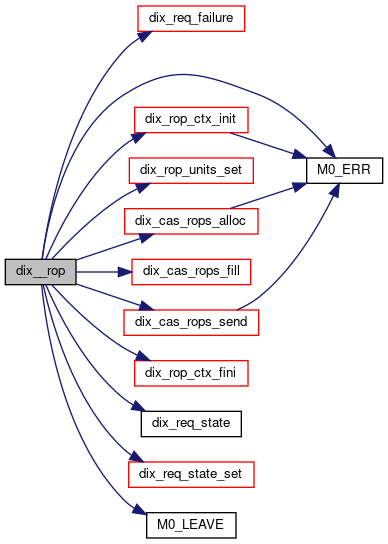 dix_req_failure
dix_rop_ctx_init
M0_ERR
dix_rop_units_set
dix_cas_rops_alloc
dix__rop
dix_cas_rops_fill
dix_cas_rops_send
dix_rop_ctx_fini
dix_req_state
dix_req_state_set
M0_LEAVE